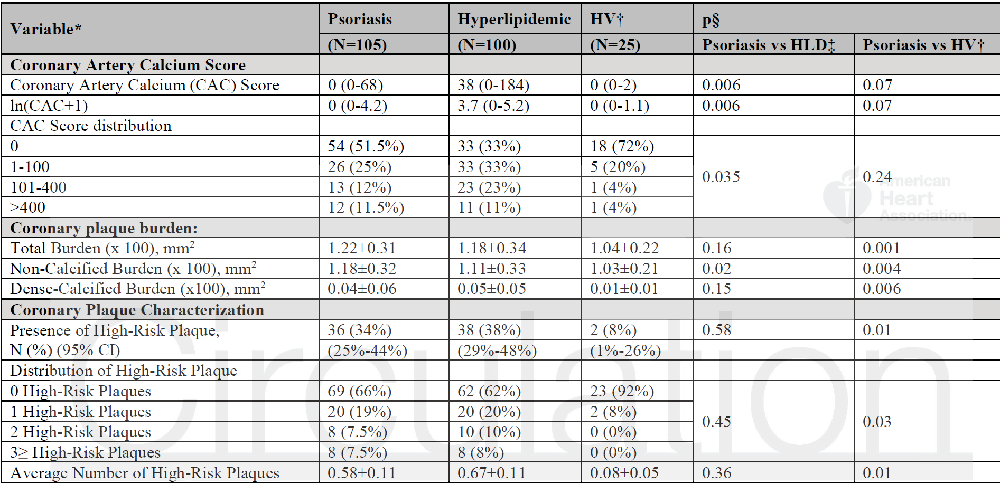 Variable* Psoriasis Hyperlipidemic HV† p§
(N=105) (N=100) (N=25) Psoriasis vs HLD‡ Psoriasis vs HV†
Coronary Artery Calcium Score
Coronary Artery Calcium (CAC) Score 0 (0-68) 38 (0-184) 0 (0-2) 0.006 0.07
ln(CAC+1) 0 (0-4.2) 3.7 (0-5.2) 0 (0-1.1) 0.006 0.07
CAC Score distribution
0 54 (51.5%) 33 (33%) 18 (72%)
1-100 26 (25%) 33 (33%) 5 (20%)
0.035 0.24
101-400 13 (12%) 23 (23%) 1 (4%)
>400 12 (11.5%) 11 (11%) 1 (4%)
American
Heart
Association®
Coronary plaque burden:
Total Burden (x 100), mm² 1.22±0.31 1.18±0.34 1.04±0.22 0.16 0.001
Non-Calcified Burden (x 100), mm² 1.18±0.32 1.11±0.33 1.03±0.21 0.02 0.004
Dense-Calcified Burden (x100), mm² 0.04±0.06 0.05±0.05 0.01±0.01 0.15 0.006
Coronary Plaque Characterization
Presence of High-Risk Plaque, 36 (34%) 38 (38%) 2 (8%) 0.58 0.01
N (%) (95% CI) (25%-44%) (29%-48%) (1%-26%)
Distribution of High-Risk Plaque
0 High-Risk Plaques 69 (66%) 62 (62%) 23 (92%)
1 High-Risk Plaques 20 (19%) 20 (20%) 2 (8%)
0.45 0.03
2 High-Risk Plaques 8 (7.5%) 10 (10%) 0 (0%)
3≥ High-Risk Plaques 8 (7.5%) 8 (8%) 0 (0%)
Average Number of High-Risk Plaques 0.58±0.11 0.67±0.11 0.08±0.05 0.36 0.01
Circulation